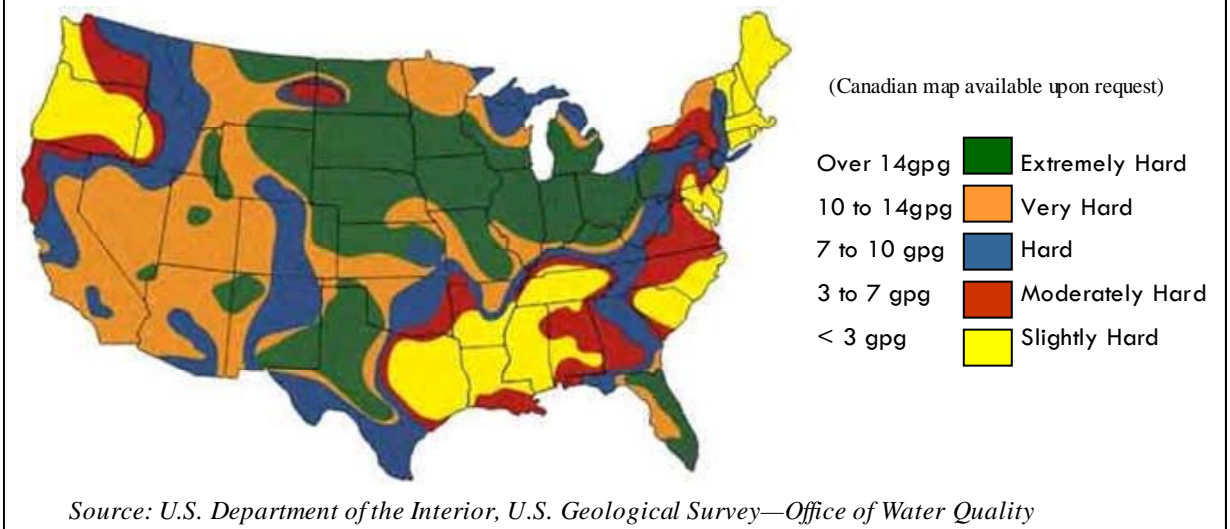 (Canadian map available upon request)
Over 14gpg Extremely Hard
10 to 14gpg Very Hard
7 to 10 gpg Hard
3 to 7 gpg Moderately Hard
< 3 gpg Slightly Hard
Source: U.S. Department of the Interior, U.S. Geological Survey—Office of Water Quality